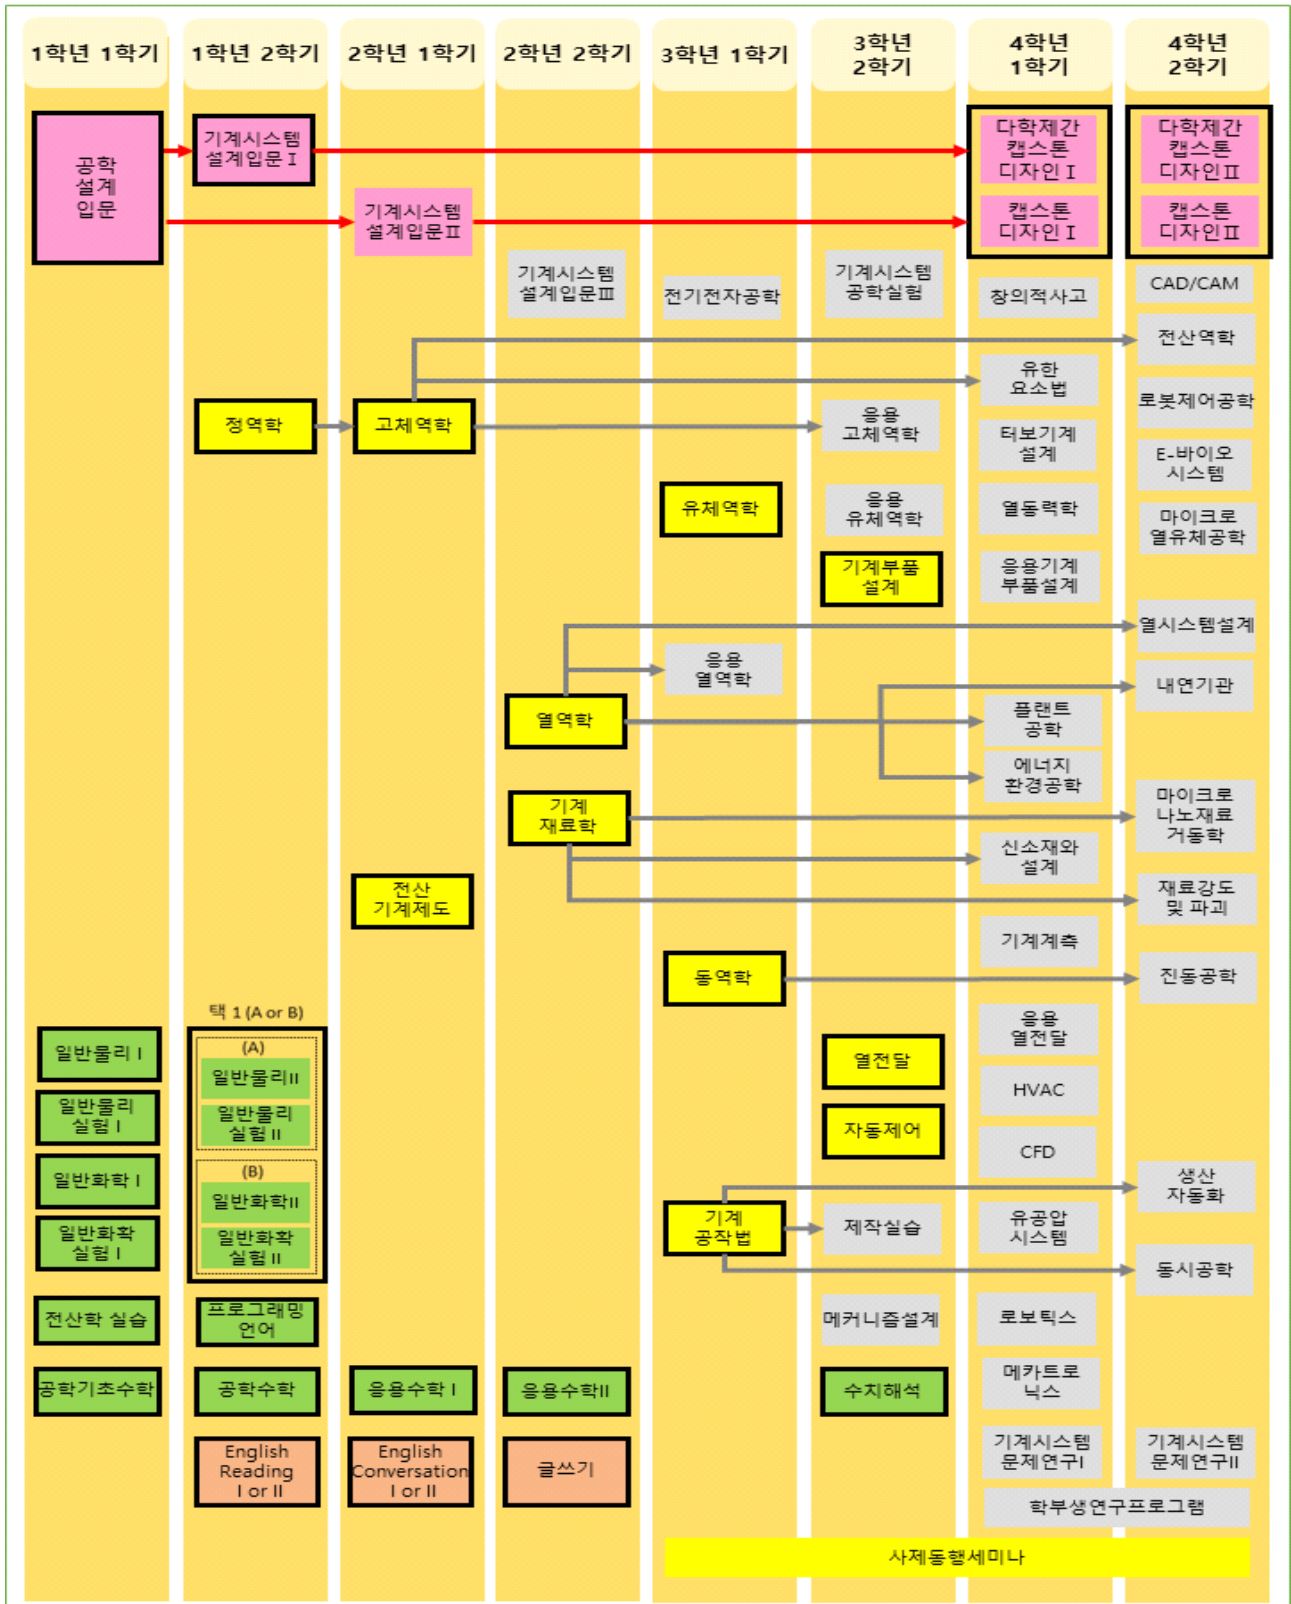 1학년 1학기
1학년 2학기
2학년 1학기
2학년 2학기
3학년 1학기
3학년
2학기
4학년
1학기
4학년
2학기
공학
설계
입문
기계시스템
설계입문 I
다학제간
캡스톤
디자인 I
다학제간
캡스톤
디자인 II
기계시스템
설계입문 II
캡스톤
디자인 I
캡스톤
디자인 II
기계시스템
설계입문 III
전기전자공학
기계시스템
공학실험
창의적사고
CAD/CAM
전산역학
유한
요소법
로봇제어공학
정역학
고체역학
응용
고체역학
터보기계
설계
E-바이오
시스템
유체역학
응용
유체역학
열동력학
마이크로
열유체공학
기계부품
설계
응용기계
부품설계
열시스템설계
응용
열역학
내연기관
열역학
플랜트
공학
에너지
환경공학
기계
재료학
마이크로
나노재료
거동학
신소재와
설계
전산
기계제도
재료강도
및 파괴
기계계측
동역학
진동공학
택 1 (A or B)
일반물리 I
(A)
일반물리II
일반물리
실험 II
응용
열전달
열전달
HVAC
일반물리
실험 I
자동제어
CFD
일반화학 I
(B)
일반화학II
일반화확
실험 II
생산
자동화
일반화확
실험 I
기계
공작법
제작실습
유공압
시스템
동시공학
전산학 실습
프로그래밍
언어
메커니즘설계
로보틱스
공학기초수학
공학수학
응용수학 I
응용수학II
수치해석
메카트로
닉스
English
Reading
I or II
English
Conversation
I or II
글쓰기
기계시스템
문제연구I
기계시스템
문제연구II
학부생연구프로그램
사제동행세미나